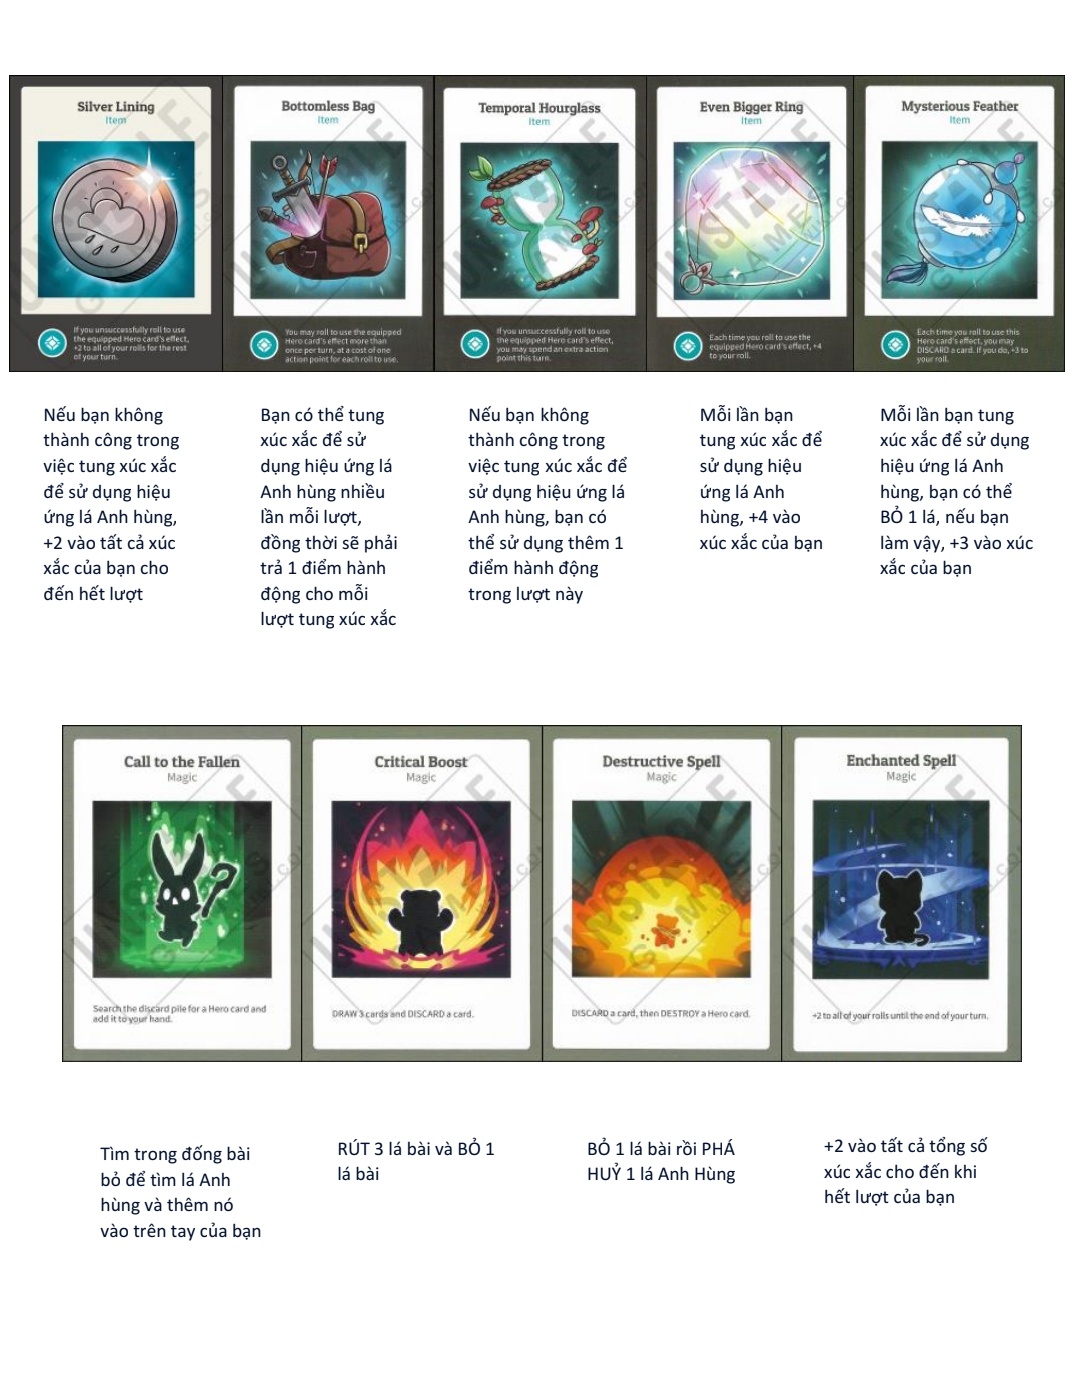 Silver Lining
Item
If you unsuccessfully roll to use
the equipped Hero card's effect,
+2 to all of your rolls for the rest
of your turn.
Bottomless Bag
Item
You may roll to use the equipped
Hero card's effect more than
once per turn, at a cost of one
action point for each roll to use.
Temporal Hourglass
Item
If you unsuccessfully roll to use
the equipped Hero card's effect,
you may spend an extra action
point this turn.
Even Bigger Ring
Item
Each time you roll to use the
equipped Hero card's effect, +4
to your roll.
Mysterious Feather
Item
Each time you roll to use this
Hero card's effect, you may
DISCARD a card. If you do, +3 to
your roll.
Nếu bạn không
thành công trong
việc tung xúc xắc
để sử dụng hiệu
ứng lá Anh hùng,
+2 vào tất cả xúc
xắc của bạn cho
đến hết lượt
Bạn có thể tung
xúc xắc để sử
dụng hiệu ứng lá
Anh hùng nhiều
lần mỗi lượt,
đồng thời sẽ phải
trả 1 điểm hành
động cho mỗi
lượt tung xúc xắc
Nếu bạn không
thành công trong
việc tung xúc xắc để
sử dụng hiệu ứng lá
Anh hùng, bạn có
thể sử dụng thêm 1
điểm hành động
trong lượt này
Mỗi lần bạn
tung xúc xắc để
sử dụng hiệu
ứng lá Anh
hùng, +4 vào
xúc xắc của bạn
Mỗi lần bạn tung
xúc xắc để sử dụng
hiệu ứng lá Anh
hùng, bạn có thể
BỎ 1 lá, nếu bạn
làm vậy, +3 vào xúc
xắc của bạn
Call to the Fallen
Magic
Search the discard pile for a Hero card and
add it to your hand.
Critical Boost
Magic
DRAW 3 cards and DISCARD a card.
Destructive Spell
Magic
DISCARD a card, then DESTROY a Hero card.
Enchanted Spell
Magic
+2 to all of your rolls until the end of your turn.
Tìm trong đống bài
bỏ để tìm lá Anh
hùng và thêm nó
vào trên tay của bạn
RÚT 3 lá bài và BỎ 1
lá bài
BỎ 1 lá bài rồi PHÁ
HUỶ 1 lá Anh Hùng
+2 vào tất cả tổng số
xúc xắc cho đến khi
hết lượt của bạn